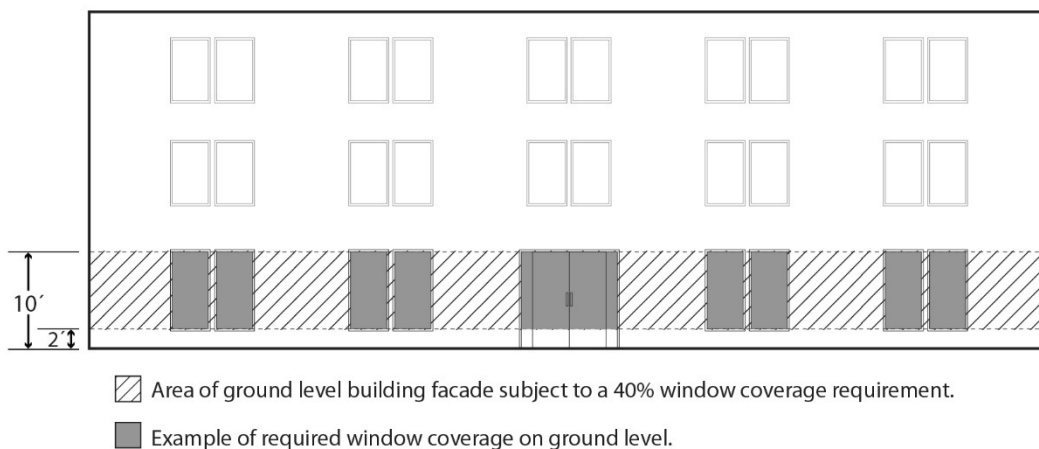 10´
2´
Area of ground level building facade subject to a 40% window coverage requirement.
Example of required window coverage on ground level.